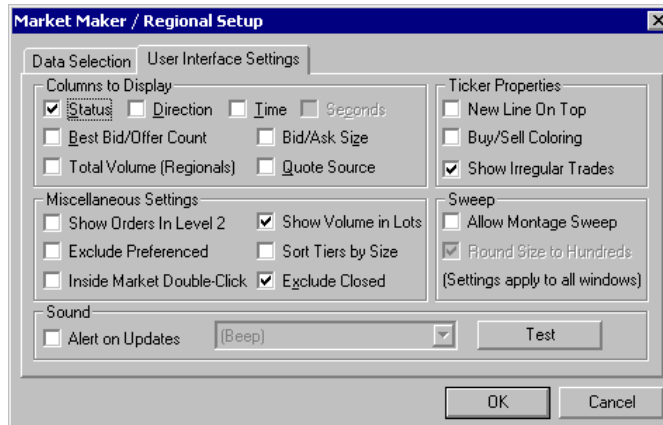 Market Maker / Regional Setup
Data Selection User Interface Settings
Columns to Display
Status Direction Time Seconds
Best Bid/Offer Count Bid/Ask Size
Total Volume (Regionals) Quote Source
Ticker Properties
New Line On Top
Buy/Sell Coloring
Show Irregular Trades
Miscellaneous Settings
Show Orders In Level 2 Show Volume in Lots
Exclude Preferenced Sort Tiers by Size
Inside Market Double-Click Exclude Closed
Sweep
Allow Montage Sweep
Round Size to Hundreds
(Settings apply to all windows)
Sound
Alert on Updates (Beep) Test
OK Cancel